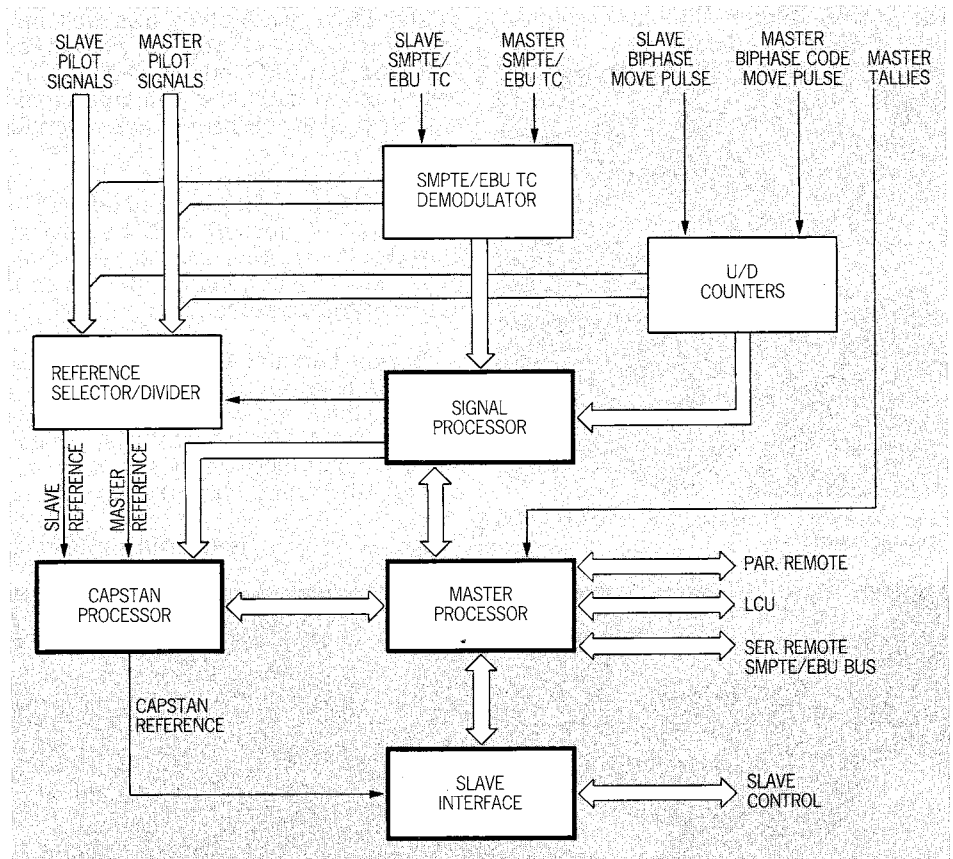 SLAVE
PILOT
SIGNALS
MASTER
PILOT
SIGNALS
SLAVE
SMPTE/
EBU TC
MASTER
SMPTE/
EBU TC
SLAVE
BIPHASE
MOVE PULSE
MASTER
BIPHASE CODE
MOVE PULSE
MASTER
TALLIES
SMPTE/EBU TC
DEMODULATOR
U/D
COUNTERS
REFERENCE
SELECTOR/DIVIDER
SIGNAL
PROCESSOR
SLAVE
REFERENCE
MASTER
REFERENCE
CAPSTAN
PROCESSOR
MASTER
PROCESSOR
PAR. REMOTE
LCU
SER. REMOTE
SMPTE/EBU BUS
CAPSTAN
REFERENCE
SLAVE
INTERFACE
SLAVE
CONTROL